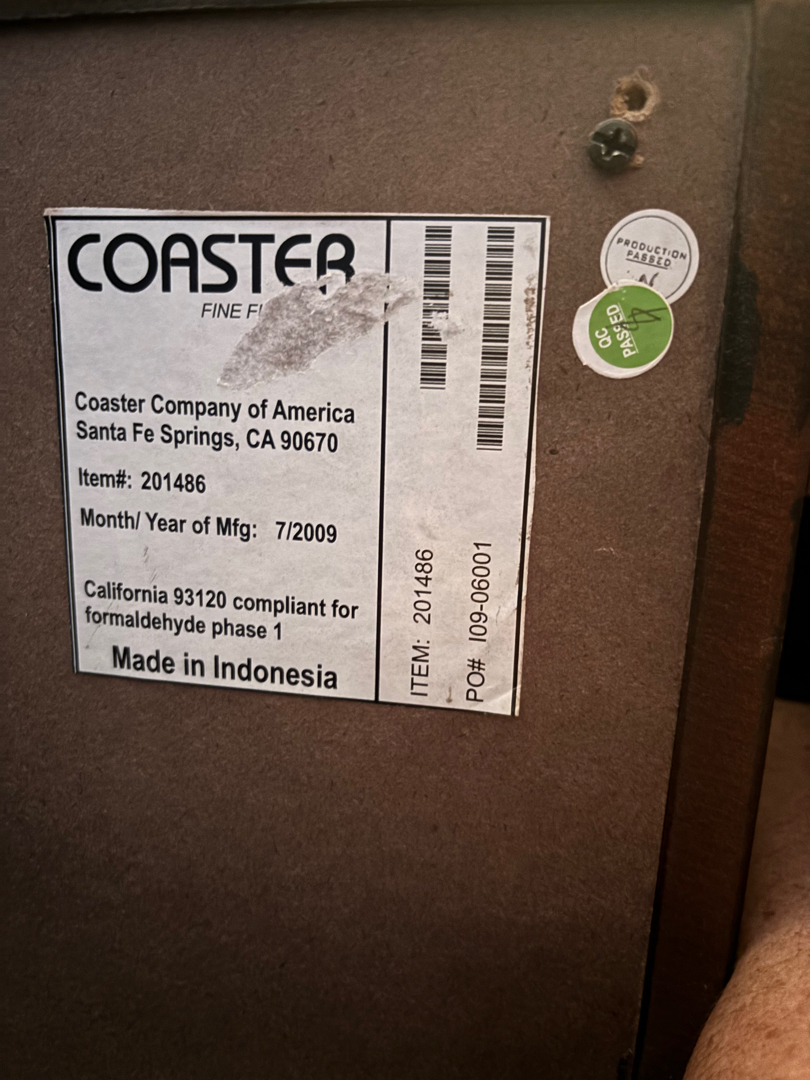 COASTER
FINE
Coaster Company of America
Santa Fe Springs, CA 90670
Item#: 201486
Month/ Year of Mfg: 7/2009
California 93120 compliant for
formaldehyde phase 1
Made in Indonesia
ITEM: 201486
PO# I09-06001
PRODUCTION
PASSED
QC
PASSED